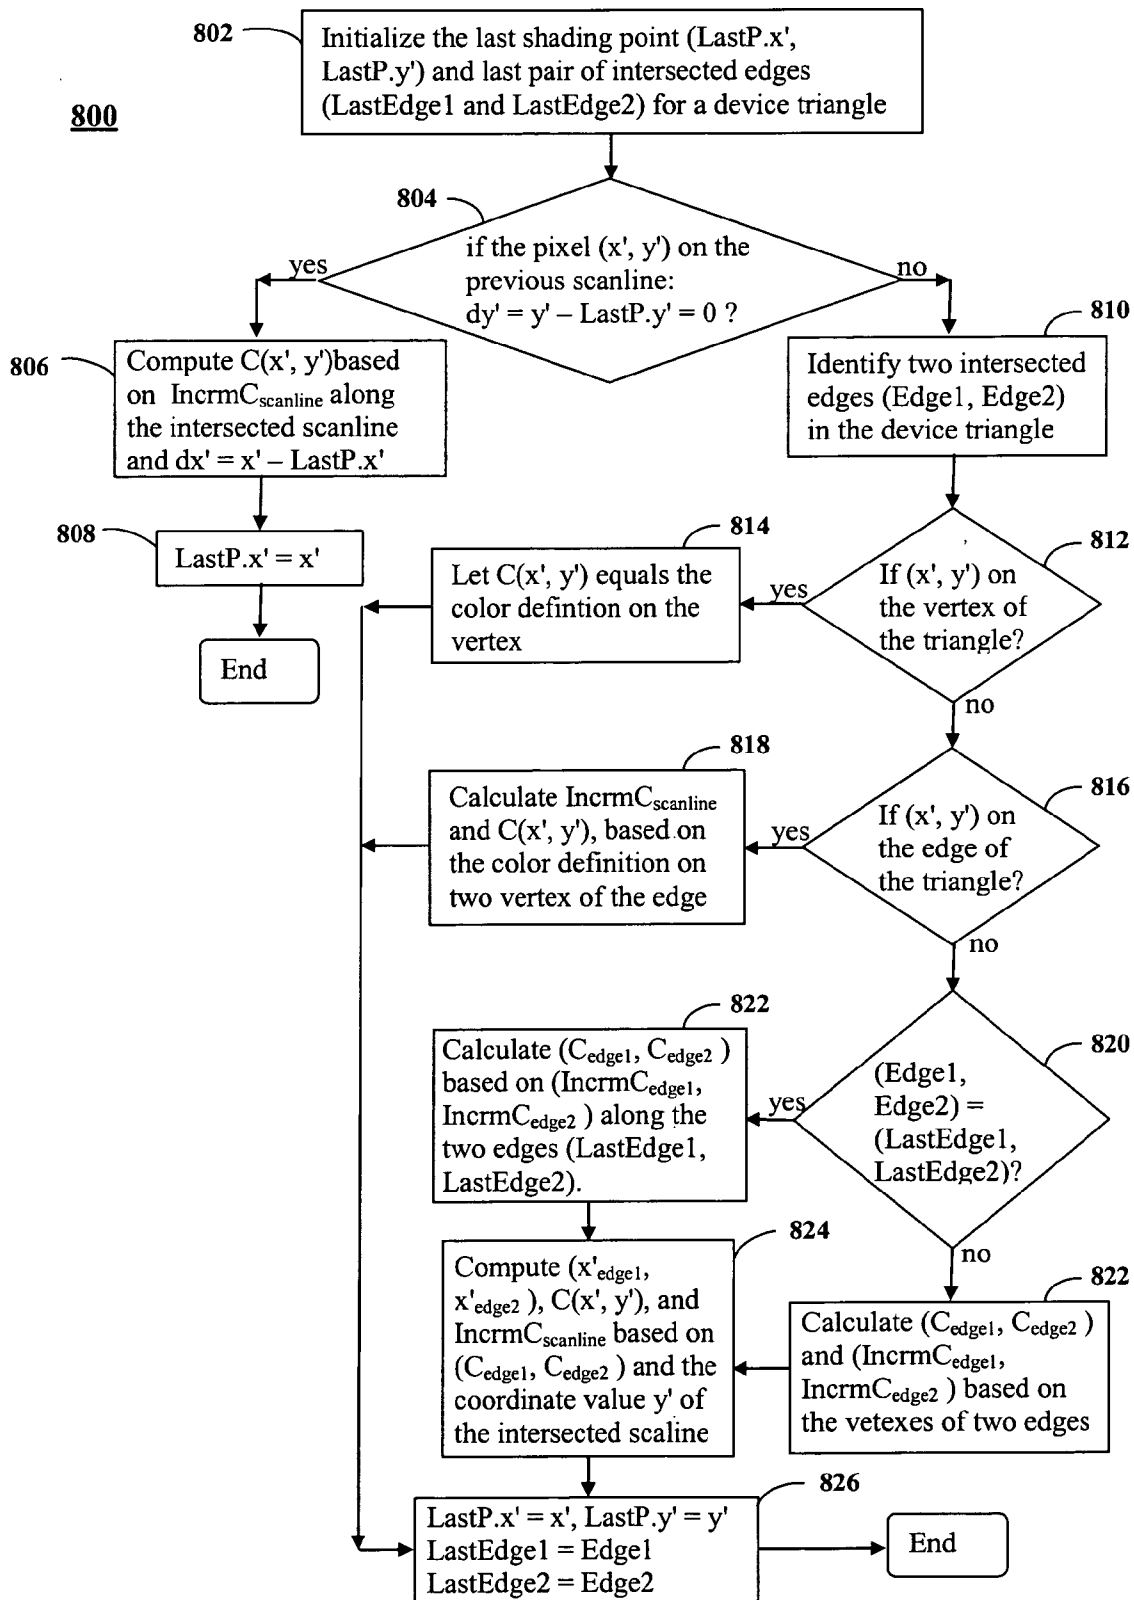 802
Initialize the last shading point (LastP.x',
LastP.y') and last pair of intersected edges
(LastEdge1 and LastEdge2) for a device triangle
800
804
if the pixel (x', y') on the
previous scanline:
dy' = y' – LastP.y' = 0 ?
yes
no
806
Compute C(x', y')based
on IncrmCscanline along
the intersected scanline
and dx' = x' – LastP.x'
810
Identify two intersected
edges (Edge1, Edge2)
in the device triangle
808
LastP.x' = x'
End
814
Let C(x', y') equals the
color defintion on the
vertex
812
If (x', y') on
the vertex of
the triangle?
yes
no
818
Calculate IncrmCscanline
and C(x', y'), based on
the color definition on
two vertex of the edge
816
If (x', y') on
the edge of
the triangle?
yes
no
822
Calculate (Cedge1, Cedge2 )
based on (IncrmCedge1,
IncrmCedge2 ) along the
two edges (LastEdge1,
LastEdge2).
820
(Edge1,
Edge2) =
(LastEdge1,
LastEdge2)?
yes
no
824
Compute (x'edge1,
x'edge2 ), C(x', y'), and
IncrmCscanline based on
(Cedge1, Cedge2 ) and the
coordinate value y' of
the intersected scaline
822
Calculate (Cedge1, Cedge2 )
and (IncrmCedge1,
IncrmCedge2 ) based on
the vetexes of two edges
826
LastP.x' = x', LastP.y' = y'
LastEdge1 = Edge1
LastEdge2 = Edge2
End